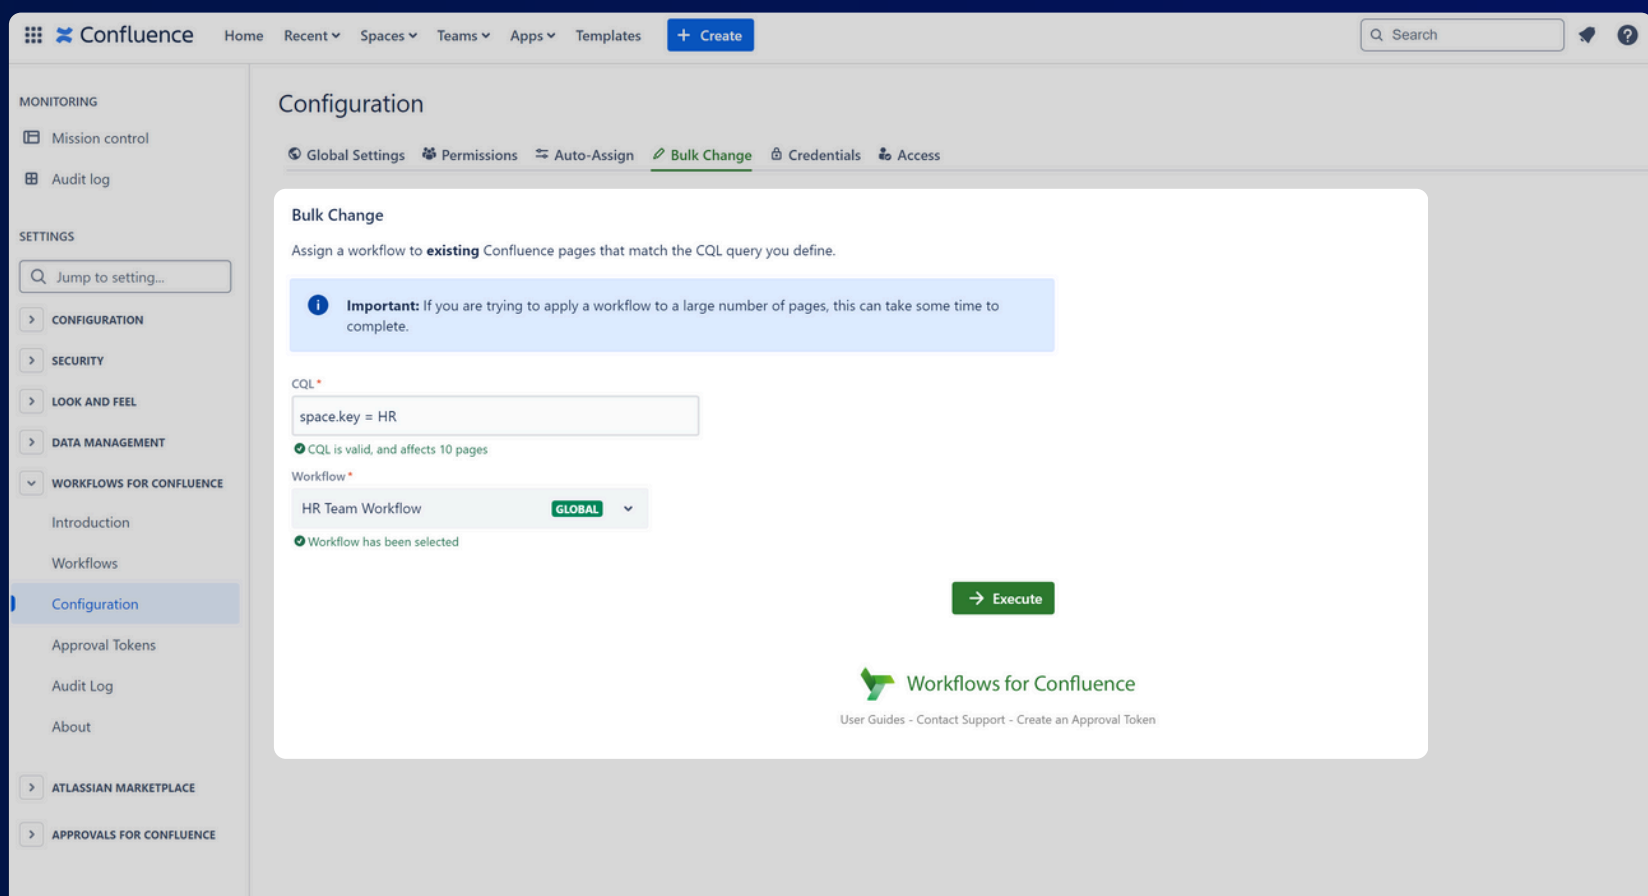 Confluence
Home Recent Spaces Teams Apps Templates + Create
Search
MONITORING
Mission control
Audit log
SETTINGS
Jump to setting...
CONFIGURATION
SECURITY
LOOK AND FEEL
DATA MANAGEMENT
WORKFLOWS FOR CONFLUENCE
Introduction
Workflows
Configuration
Approval Tokens
Audit Log
About
ATLASSIAN MARKETPLACE
APPROVALS FOR CONFLUENCE
Configuration
Global Settings Permissions Auto-Assign Bulk Change Credentials Access
Bulk Change
Assign a workflow to existing Confluence pages that match the CQL query you define.
Important: If you are trying to apply a workflow to a large number of pages, this can take some time to
complete.
CQL*
space.key = HR
CQL is valid, and affects 10 pages
Workflow*
HR Team Workflow GLOBAL
Workflow has been selected
Execute
Workflows for Confluence
User Guides - Contact Support - Create an Approval Token